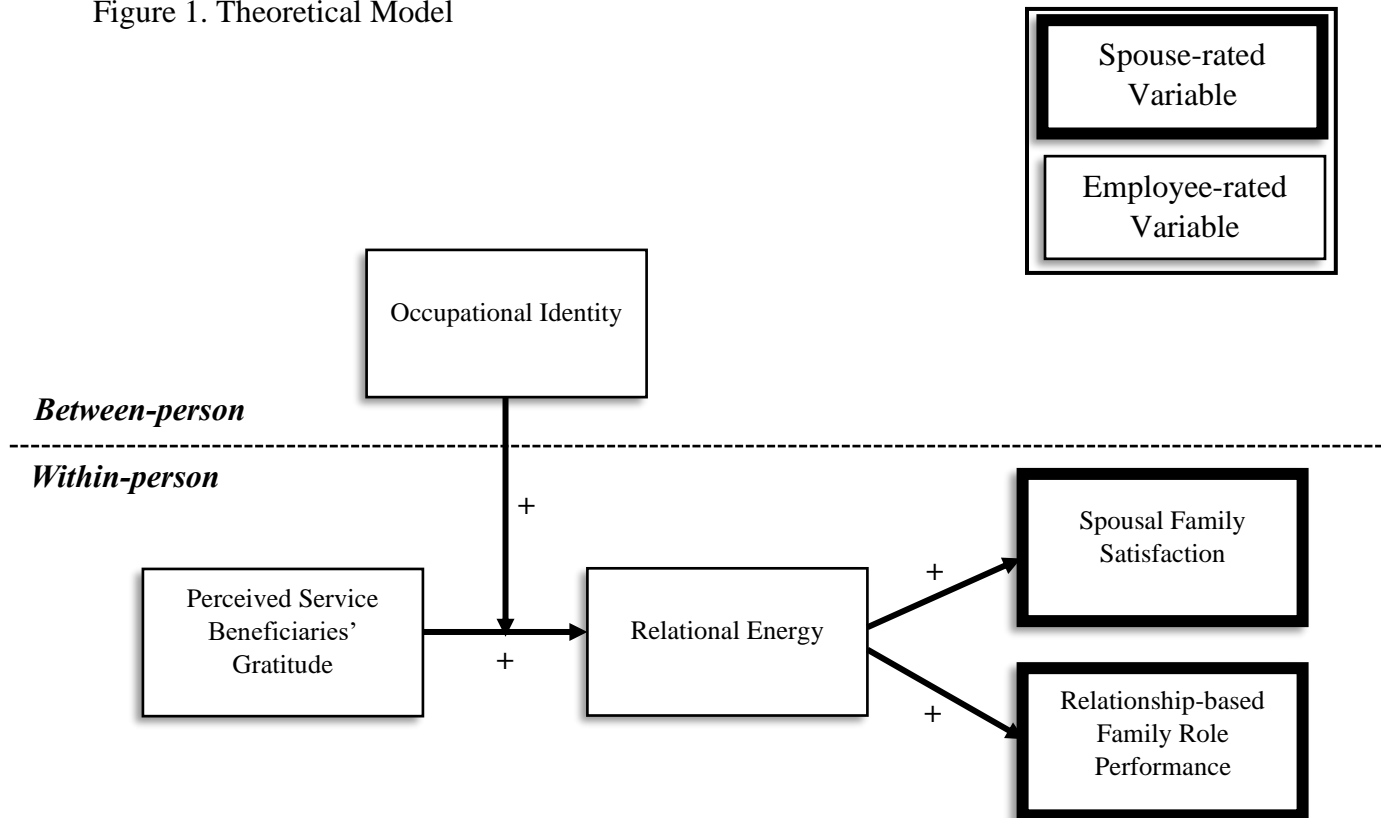 Figure 1. Theoretical Model
Spouse-rated
Variable
Employee-rated
Variable
Occupational Identity
Between-person
Within-person
+
Perceived Service
Beneficiaries’
Gratitude
+
Relational Energy
+
+
Spousal Family
Satisfaction
Relationship-based
Family Role
Performance